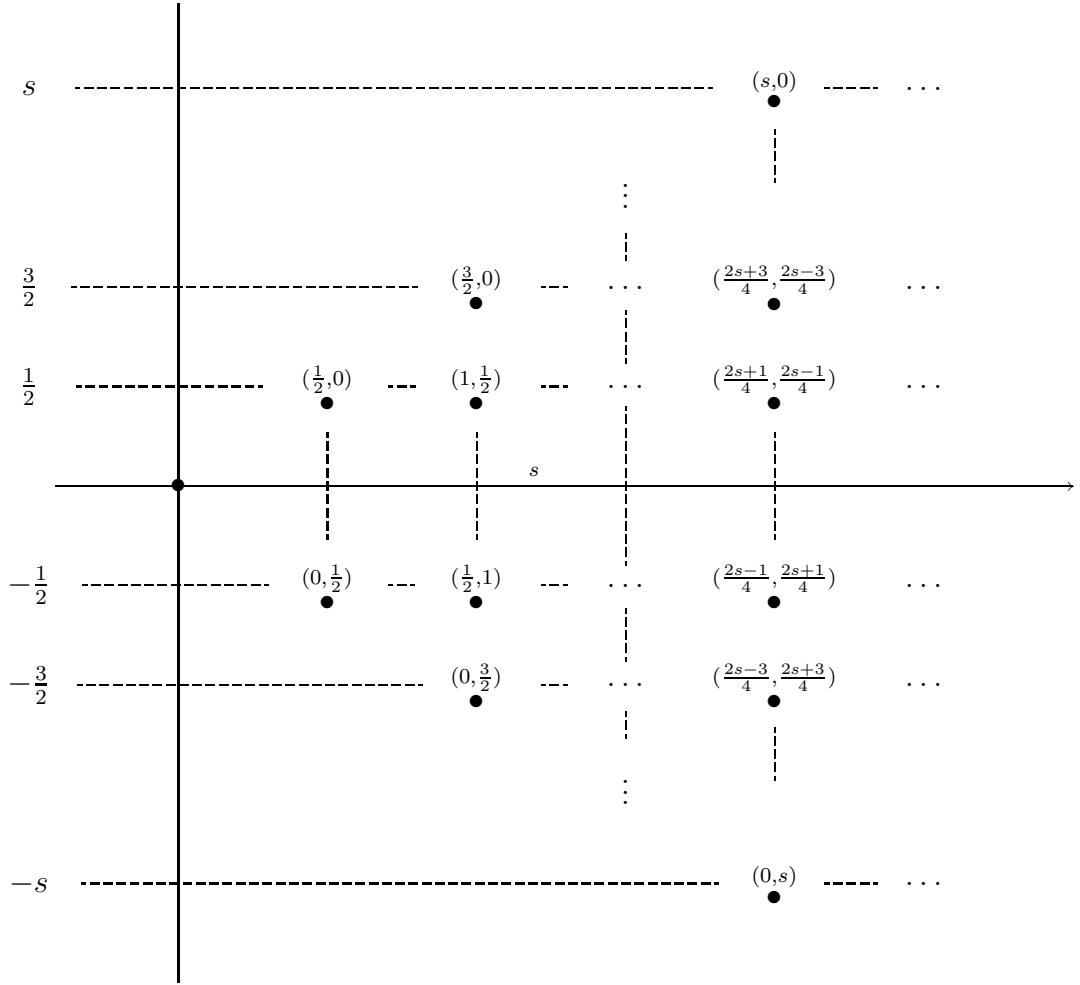 s (s,0) ···
⋮
3/2 (3/2,0) ··· ((2s+3)/4,(2s−3)/4) ···
1/2 (1/2,0) (1,1/2) ··· ((2s+1)/4,(2s−1)/4) ···
s
−1/2 (0,1/2) (1/2,1) ··· ((2s−1)/4,(2s+1)/4) ···
−3/2 (0,3/2) ··· ((2s−3)/4,(2s+3)/4) ···
⋮
−s (0,s) ···